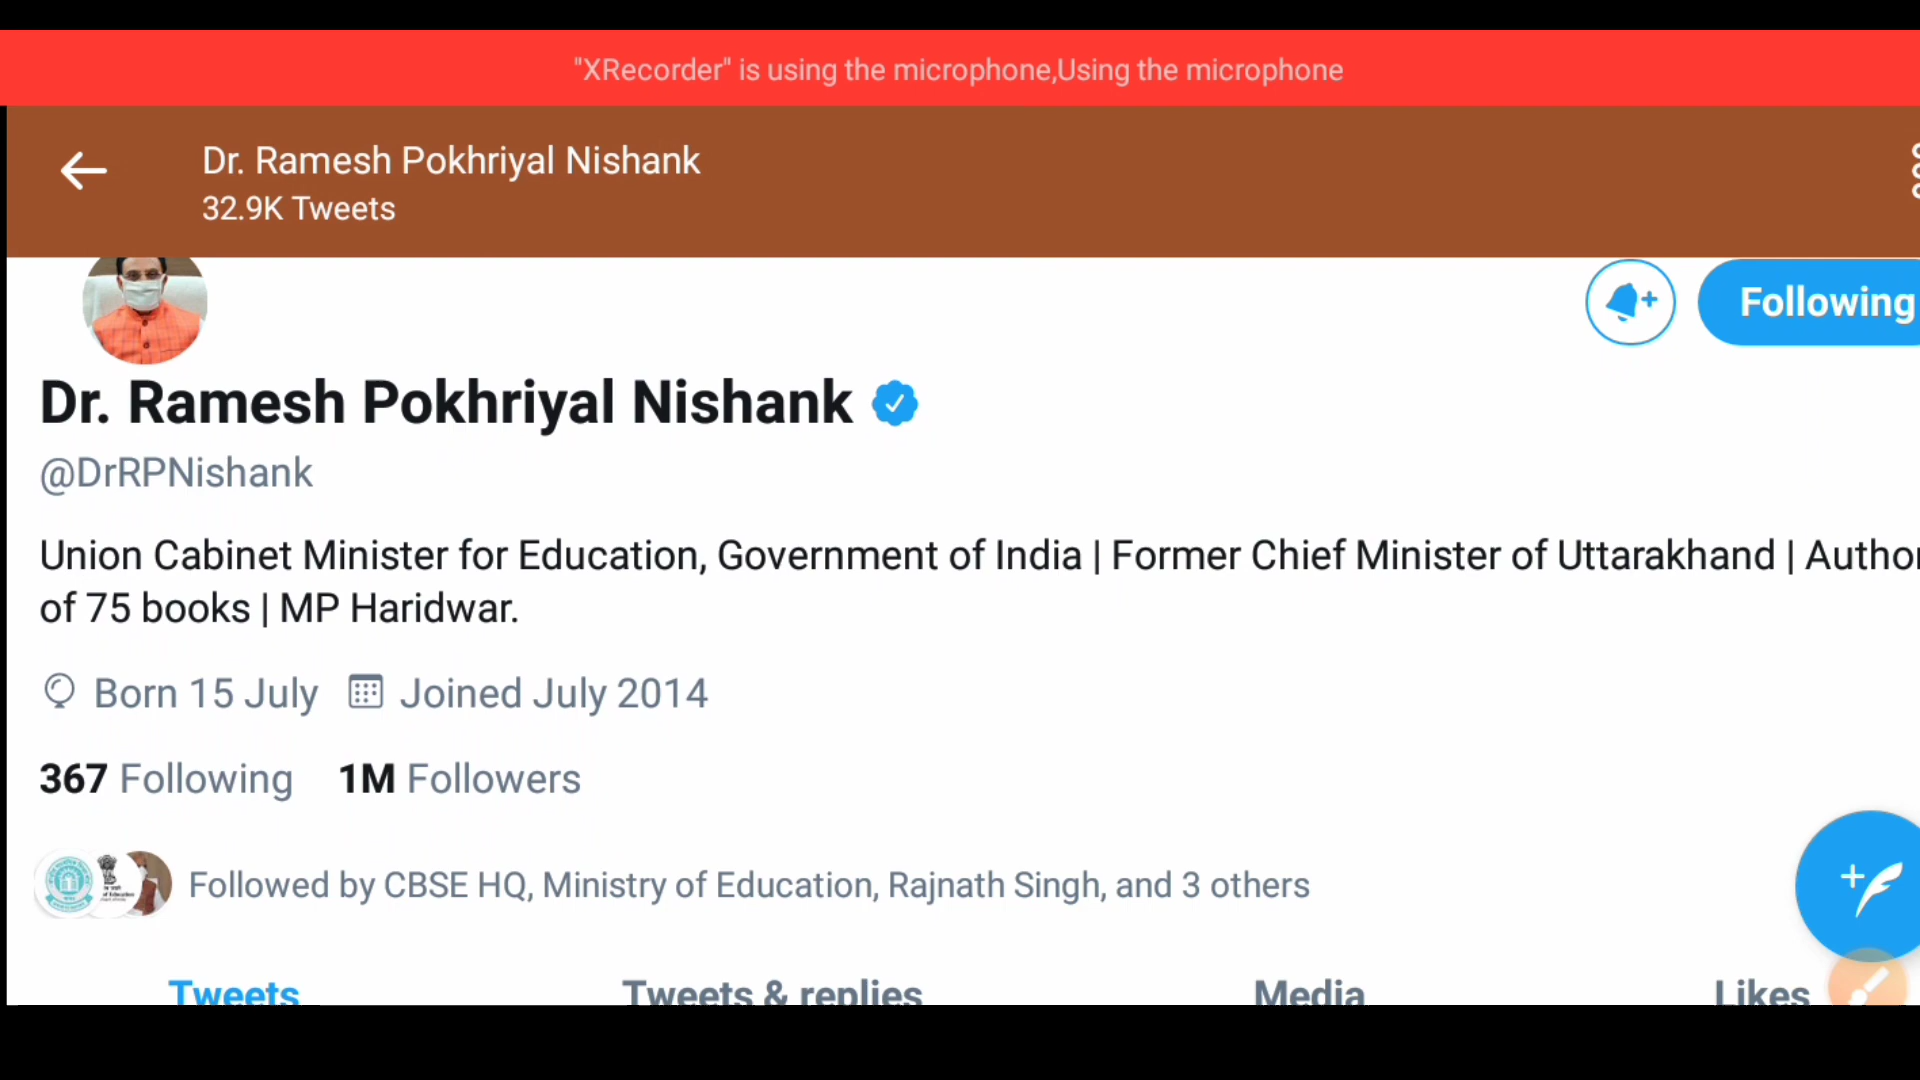 "XRecorder" is using the microphone,Using the microphone
Dr. Ramesh Pokhriyal Nishank
32.9K Tweets
Following
Dr. Ramesh Pokhriyal Nishank
@DrRPNishank
Union Cabinet Minister for Education, Government of India | Former Chief Minister of Uttarakhand | Author
of 75 books | MP Haridwar.
Born 15 July Joined July 2014
367 Following 1M Followers
Followed by CBSE HQ, Ministry of Education, Rajnath Singh, and 3 others
Tweets Tweets & replies Media Likes